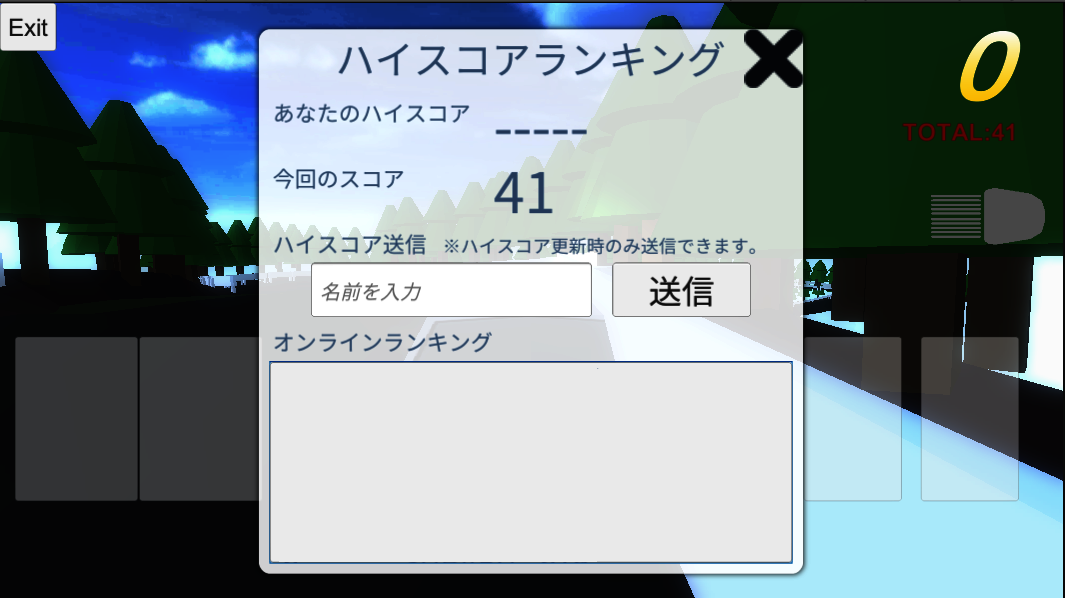 Exit
ハイスコアランキング
0
あなたのハイスコア
-----
TOTAL:41
今回のスコア
41
ハイスコア送信 ※ハイスコア更新時のみ送信できます。
名前を入力
送信
オンラインランキング